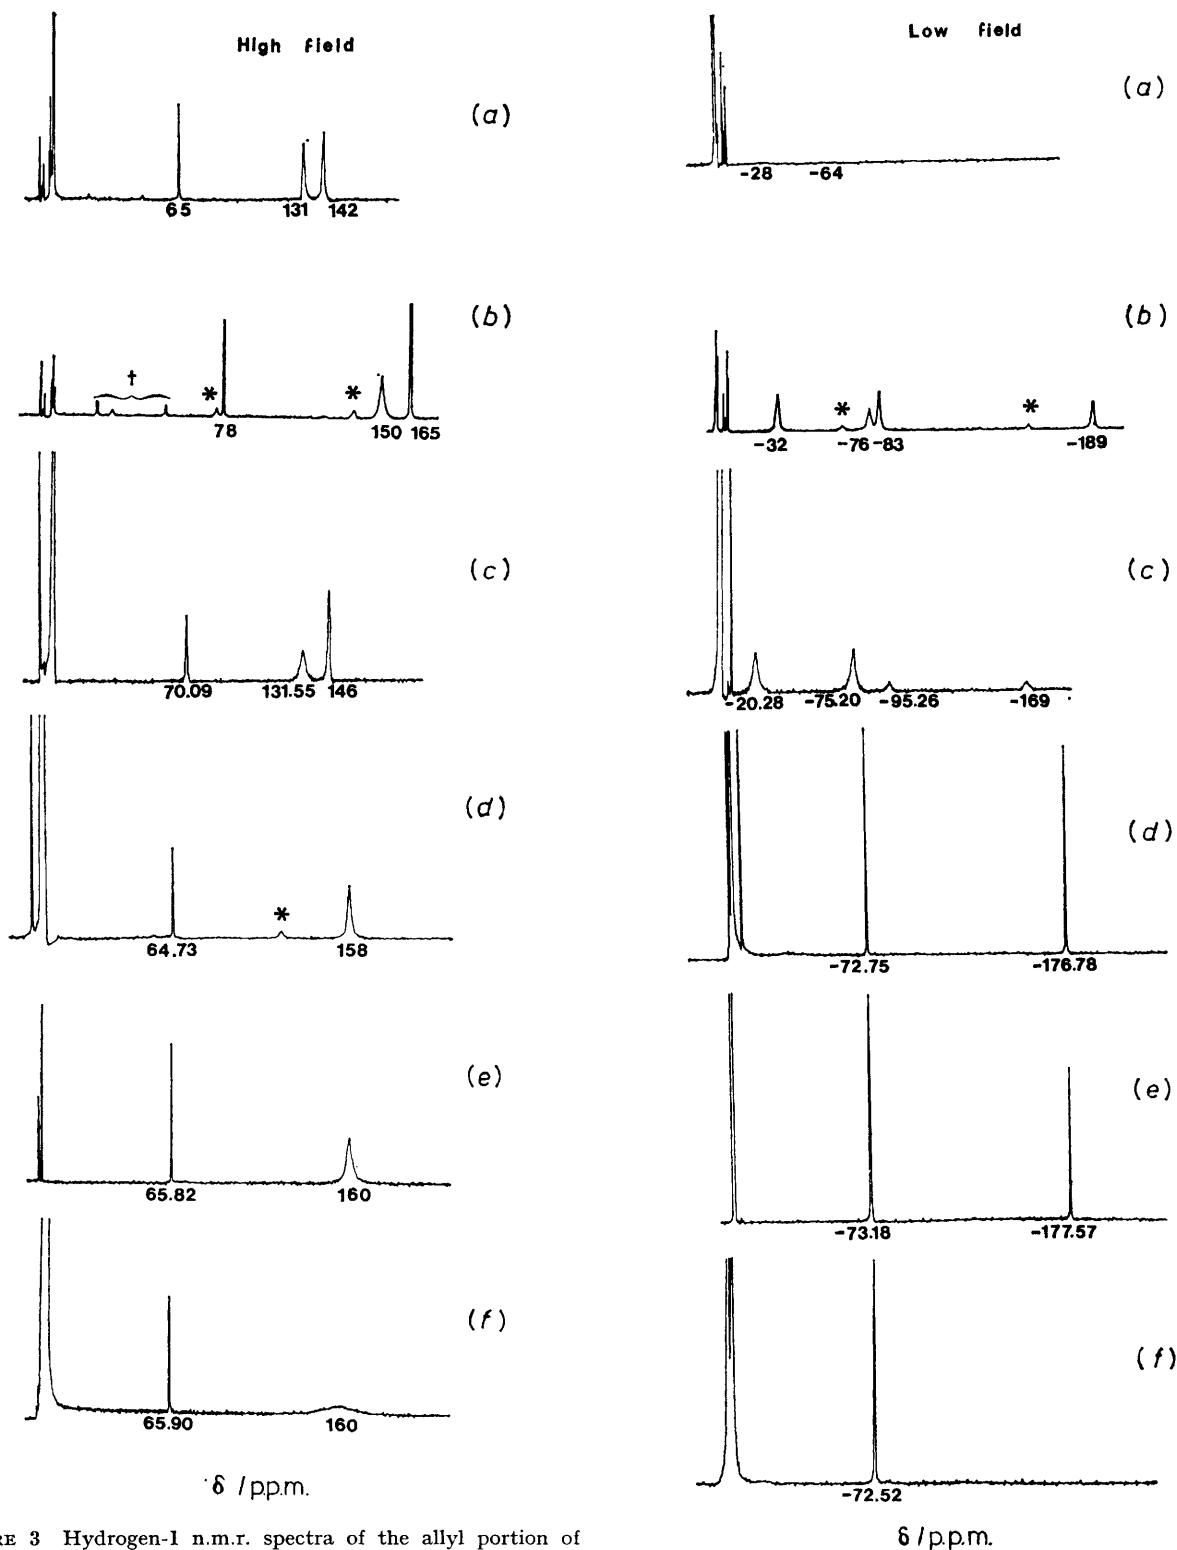 High field
(a)
65 131 142
(b)
† * *
78 150 165
(c)
70.09 131.55 146
(d)
*
64.73 158
(e)
65.82 160
(f)
65.90 160
δ /p.p.m.
RE 3 Hydrogen-1 n.m.r. spectra of the allyl portion of
Low field
(a)
-28 -64
(b)
* *
-32 -76 -83 -189
(c)
-20.28 -75.20 -95.26 -169
(d)
-72.75 -176.78
(e)
-73.18 -177.57
(f)
-72.52
δ /p.p.m.